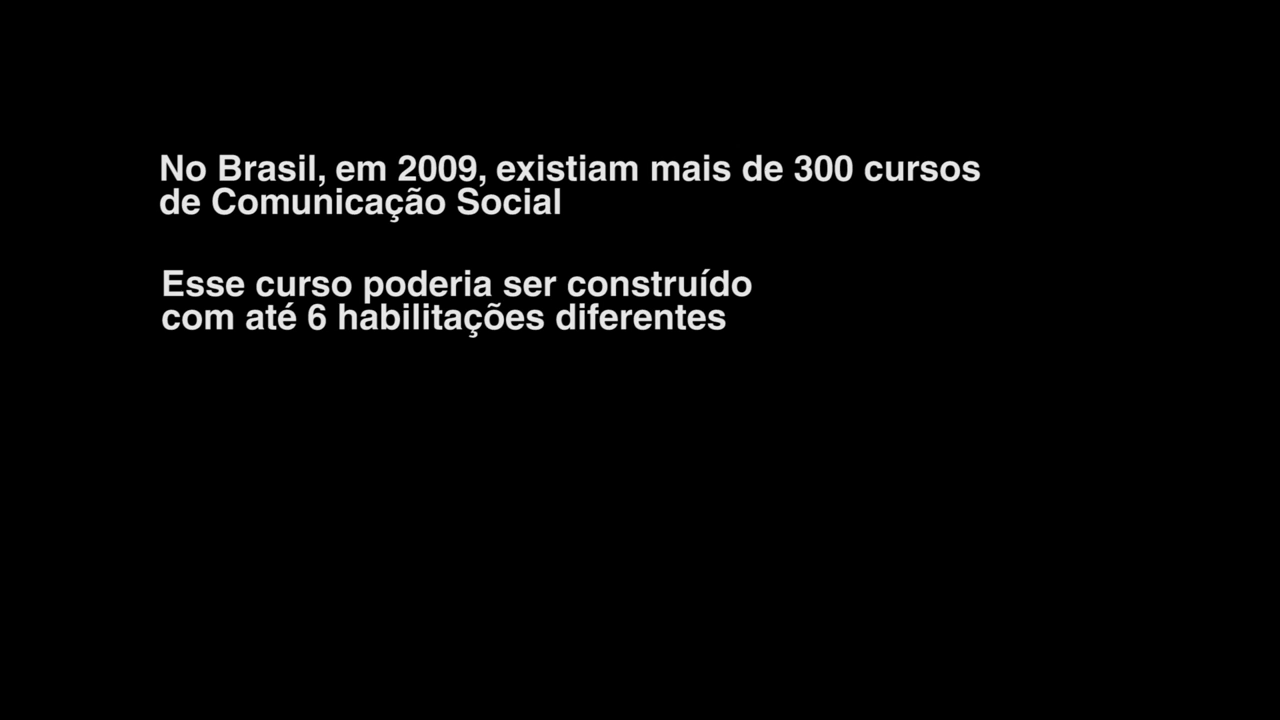 No Brasil, em 2009, existiam mais de 300 cursos
de Comunicação Social
Esse curso poderia ser construído
com até 6 habilitações diferentes